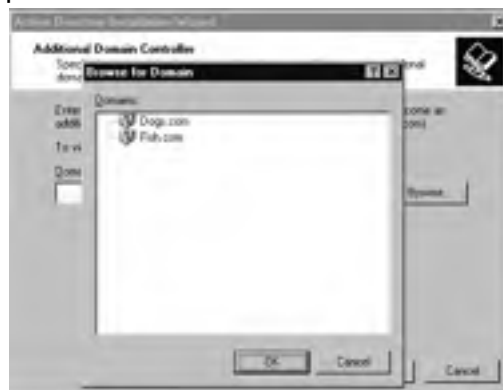 Active Directory Installation Wizard
Additional Domain Controller
Browse for Domain
Domains:
Dogs.com
Fish.com
Browse...
OK
Cancel
Cancel